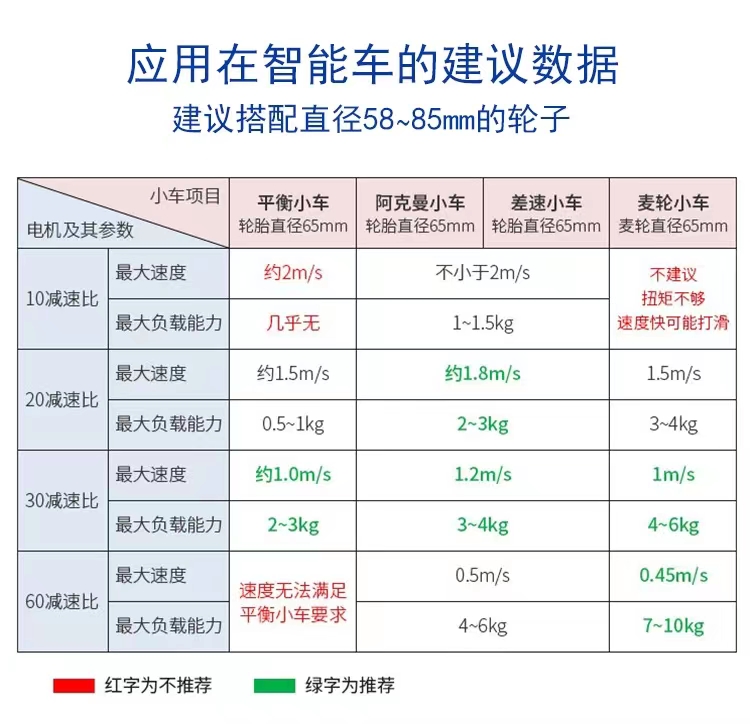 应用在智能车的建议数据
建议搭配直径58~85mm的轮子
小车项目
电机及其参数
平衡小车
轮胎直径65mm
阿克曼小车
轮胎直径65mm
差速小车
轮胎直径65mm
麦轮小车
麦轮直径65mm
10减速比
最大速度
约2m/s
不小于2m/s
不建议
扭矩不够
速度快可能打滑
最大负载能力
几乎无
1~1.5kg
20减速比
最大速度
约1.5m/s
约1.8m/s
1.5m/s
最大负载能力
0.5~1kg
2~3kg
3~4kg
30减速比
最大速度
约1.0m/s
1.2m/s
1m/s
最大负载能力
2~3kg
3~4kg
4~6kg
60减速比
最大速度
速度无法满足
平衡小车要求
0.5m/s
0.45m/s
最大负载能力
4~6kg
7~10kg
红字为不推荐
绿字为推荐